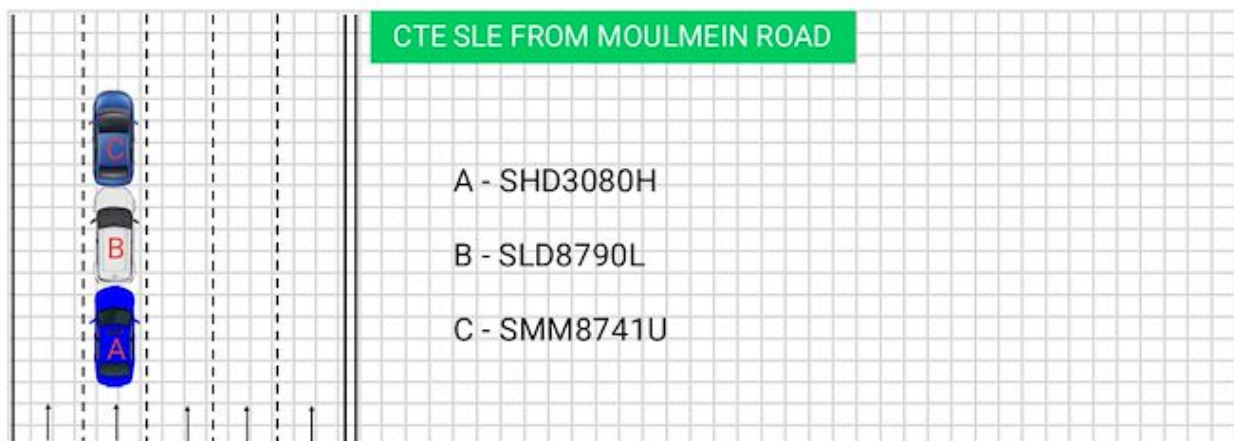 CTE SLE FROM MOULMEIN ROAD
C
A - SHD3080H
B
B - SLD8790L
C - SMM8741U
A